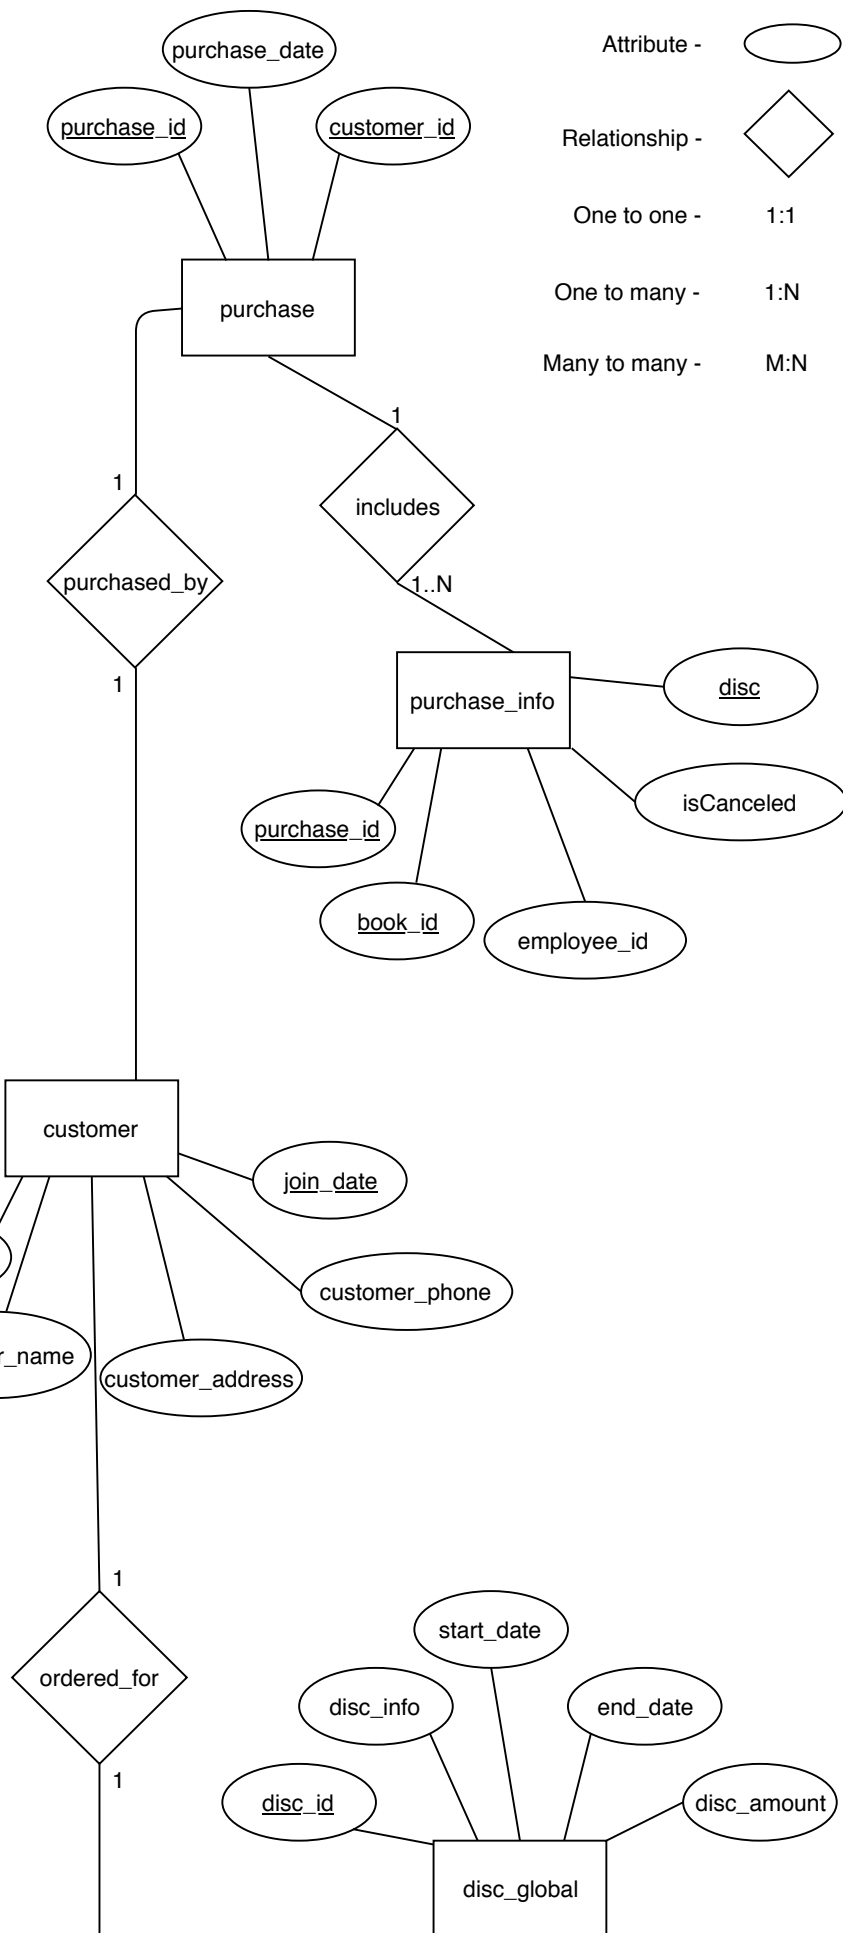 purchase_date
Attribute -
purchase_id
customer_id
Relationship -
One to one - 1:1
One to many - 1:N
Many to many - M:N
purchase
1
1
includes
purchased_by
1..N
1
purchase_info
disc
isCanceled
purchase_id
book_id
employee_id
customer
join_date
customer_phone
r_name
customer_address
1
ordered_for
1
start_date
disc_info
end_date
disc_id
disc_amount
disc_global